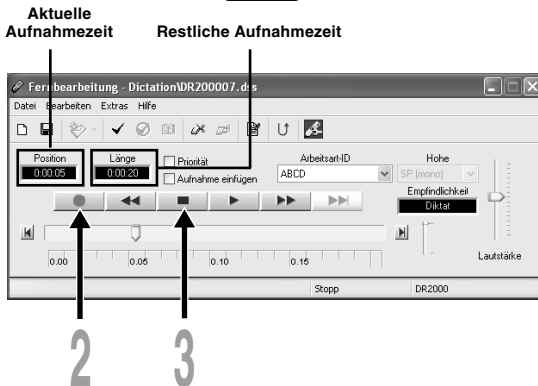 Aktuelle
Aufnahmezeit
Restliche Aufnahmezeit
Fernbearbeitung - Dictation\DR200007.dss
Datei Bearbeiten Extras Hilfe
Position Länge Priorität Arbeitsart-ID Hohe
0:00:05 0:00:20 Aufnahme einfügen ABCD SP (mono)
Empfindlichkeit
Diktat
Lautstärke
0.00 0.05 0.10 0.15
Stopp DR2000
2 3